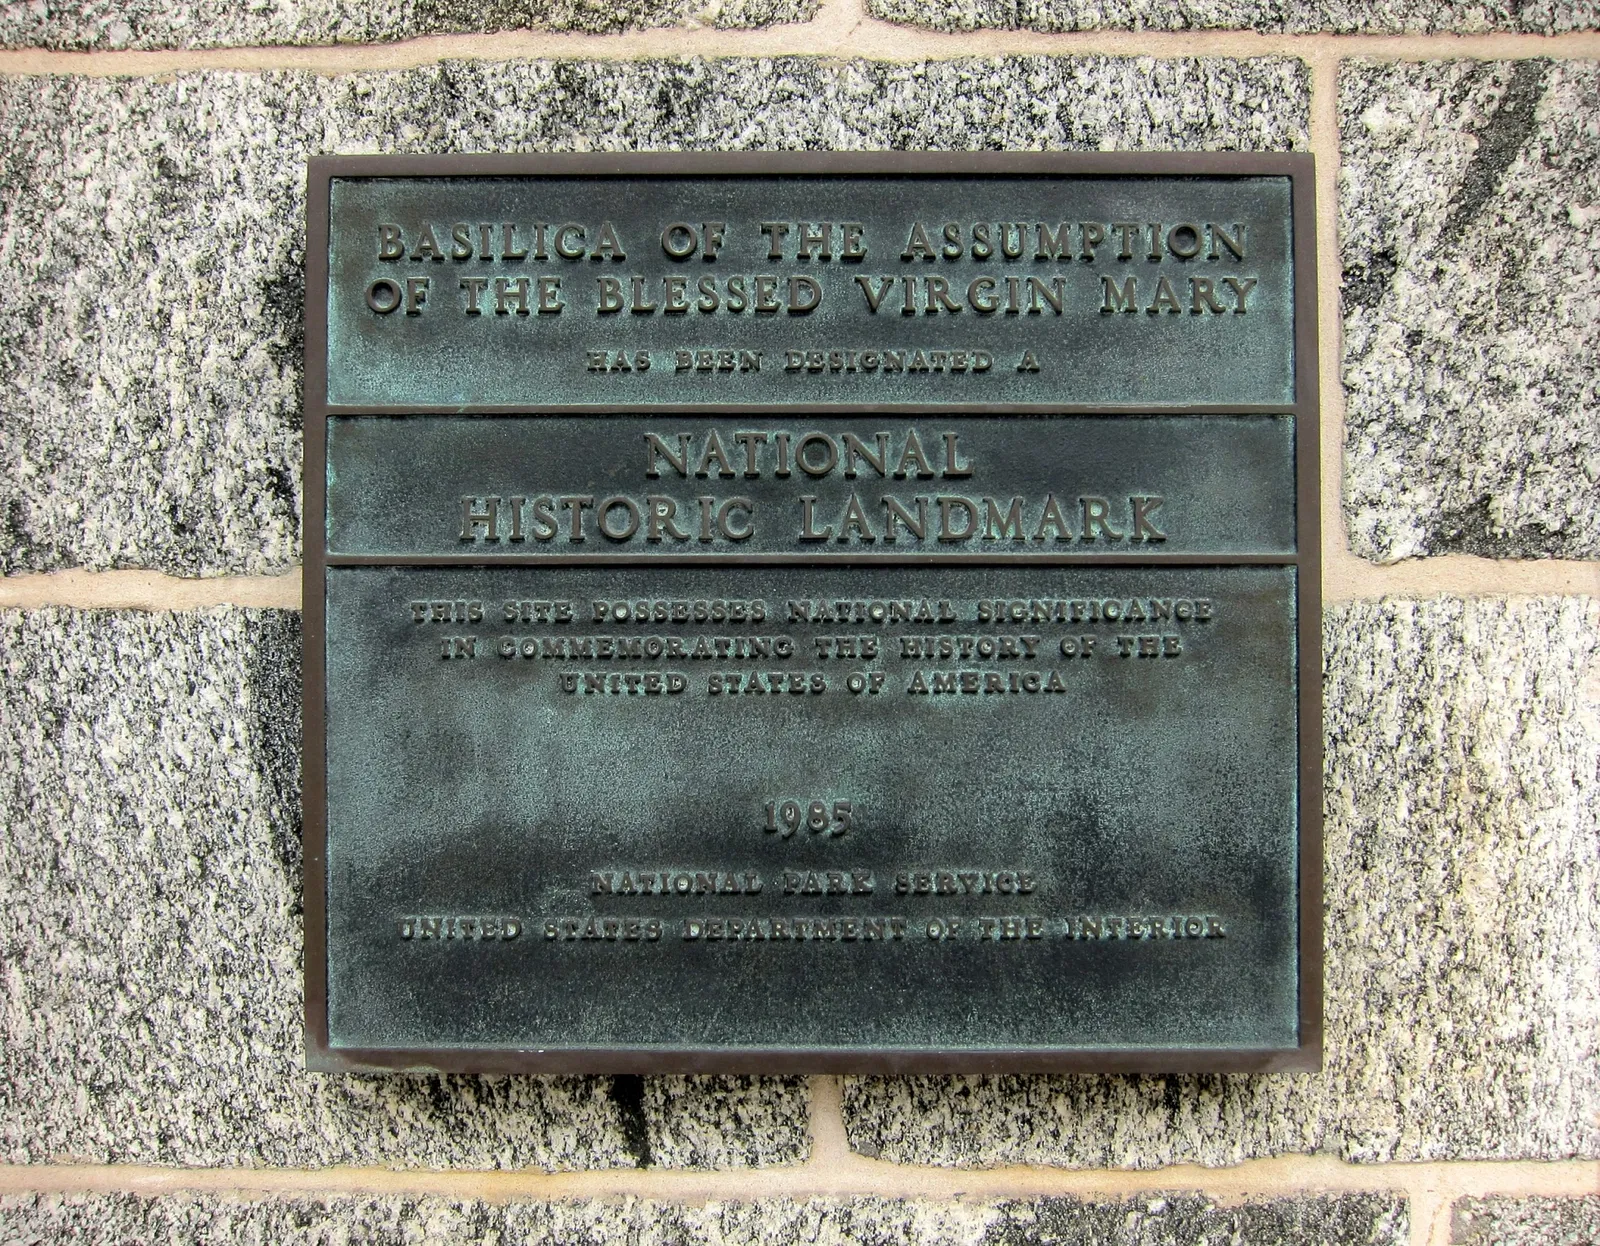 BASILICA OF THE ASSUMPTION
OF THE BLESSED VIRGIN MARY
HAS BEEN DESIGNATED A
NATIONAL
HISTORIC LANDMARK
THIS SITE POSSESSES NATIONAL SIGNIFICANCE
IN COMMEMORATING THE HISTORY OF THE
UNITED STATES OF AMERICA
1985
NATIONAL PARK SERVICE
UNITED STATES DEPARTMENT OF THE INTERIOR